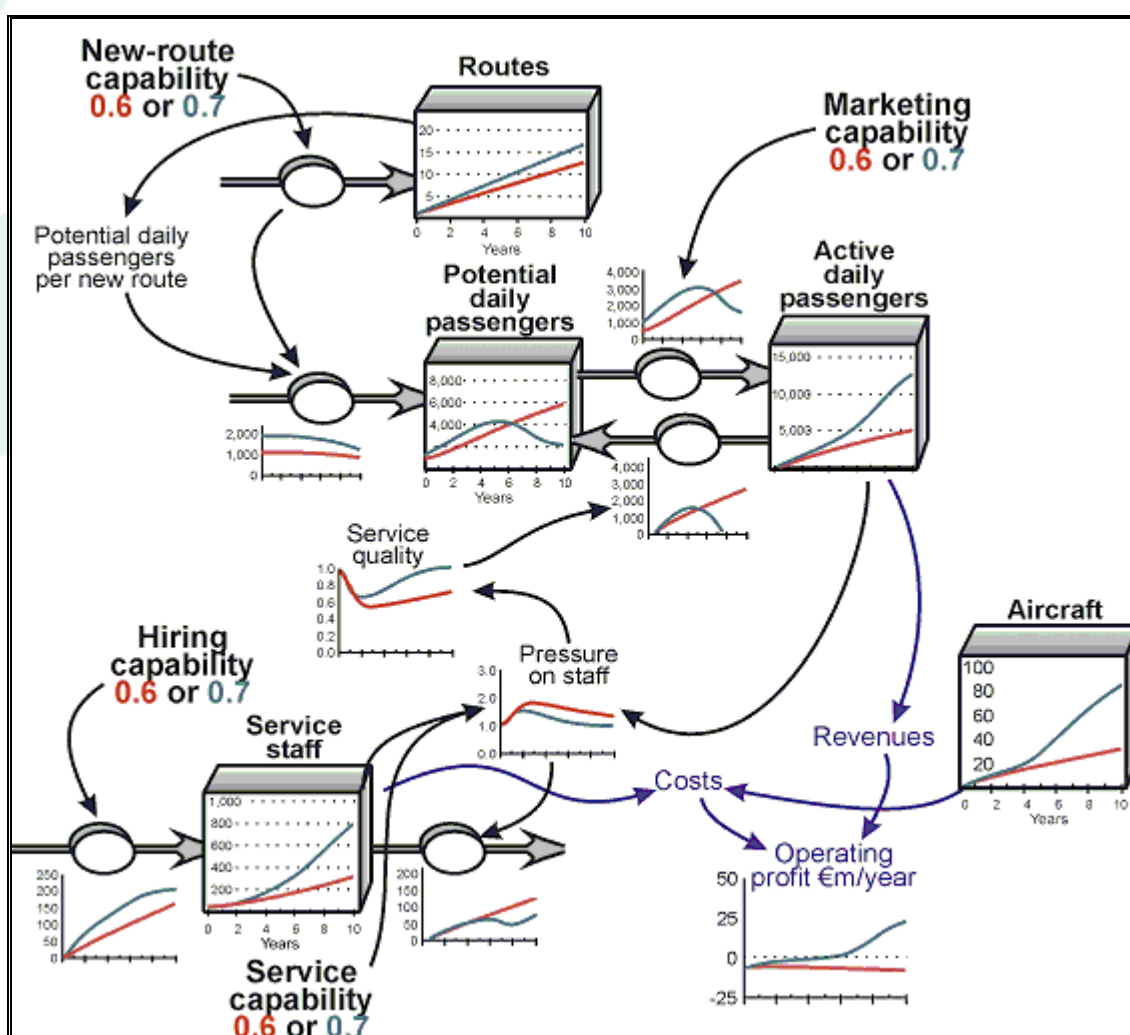 New-route
capability
0.6 or 0.7
Routes
20
15
10
5
0 2 4 6 8 10
Years
Marketing
capability
0.6 or 0.7
Potential daily
passengers
per new route
Potential
daily
passengers
8,000
6,000
4,000
0 2 4 6 8 10
Years
4,000
3,000
2,000
1,000
0
Active
daily
passengers
15,000
10,000
5,000
2,000
1,000
0
4,000
3,000
2,000
1,000
0
Service
quality
1.0
0.8
0.6
0.4
0.2
0.0
Pressure
on staff
3.0
2.0
1.0
0.0
Aircraft
100
80
60
40
20
0 2 4 6 8 10
Years
Hiring
capability
0.6 or 0.7
Service
staff
1,000
800
600
400
200
0 2 4 6 8 10
Years
250
200
150
100
50
0
200
150
100
50
0
Revenues
Costs
Operating
profit €m/year
50
25
0
-25
Service
capability
0.6 or 0.7